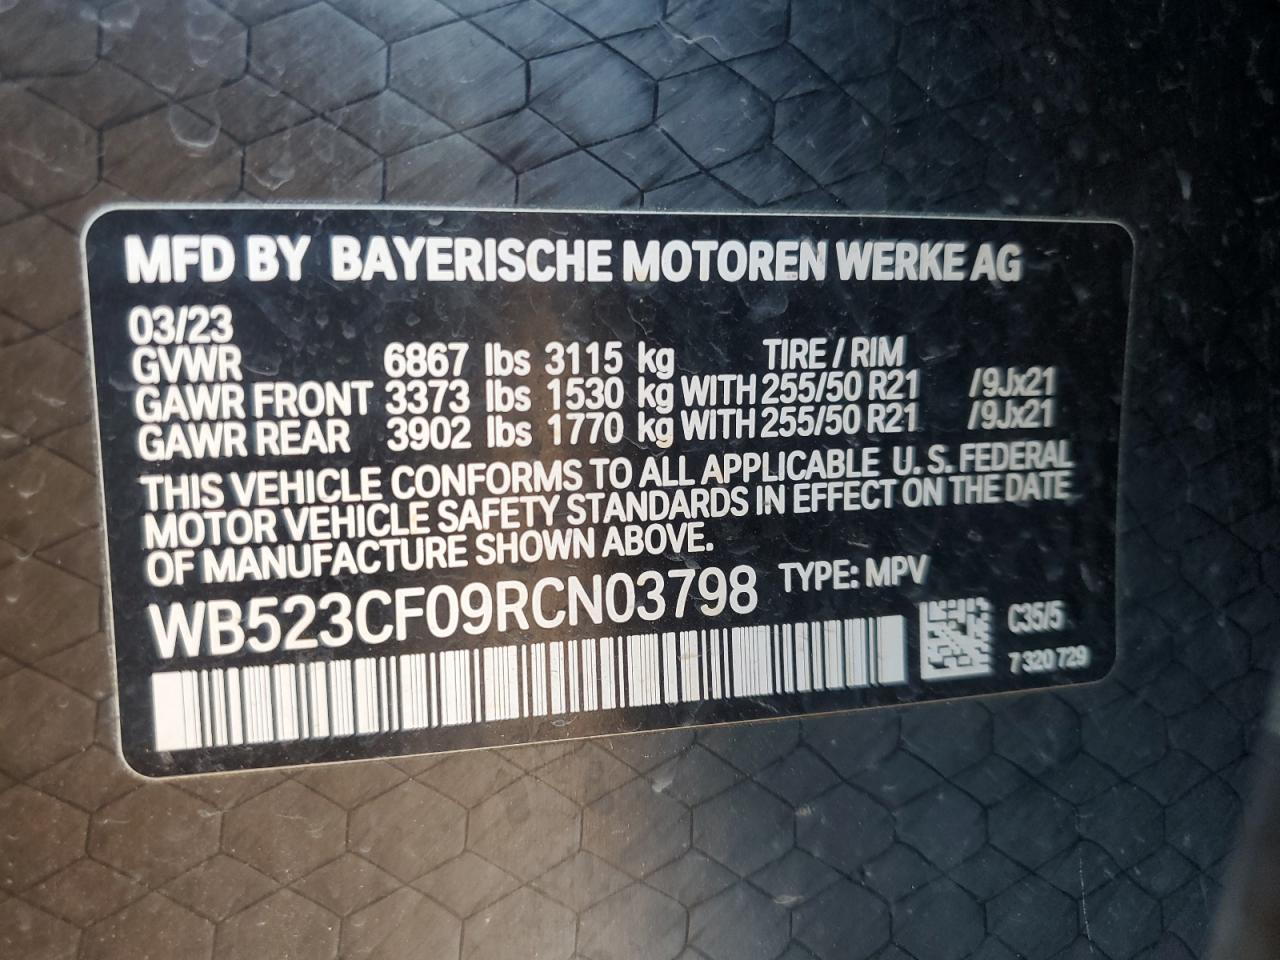 MFD BY BAYERISCHE MOTOREN WERKE AG
03/23
GVWR 6867 lbs 3115 kg TIRE / RIM
GAWR FRONT 3373 lbs 1530 kg WITH 255/50 R21 /9Jx21
GAWR REAR 3902 lbs 1770 kg WITH 255/50 R21 /9Jx21
THIS VEHICLE CONFORMS TO ALL APPLICABLE U. S. FEDERAL
MOTOR VEHICLE SAFETY STANDARDS IN EFFECT ON THE DATE
OF MANUFACTURE SHOWN ABOVE.
WB523CF09RCN03798 TYPE: MPV
C35/5
7 320 729